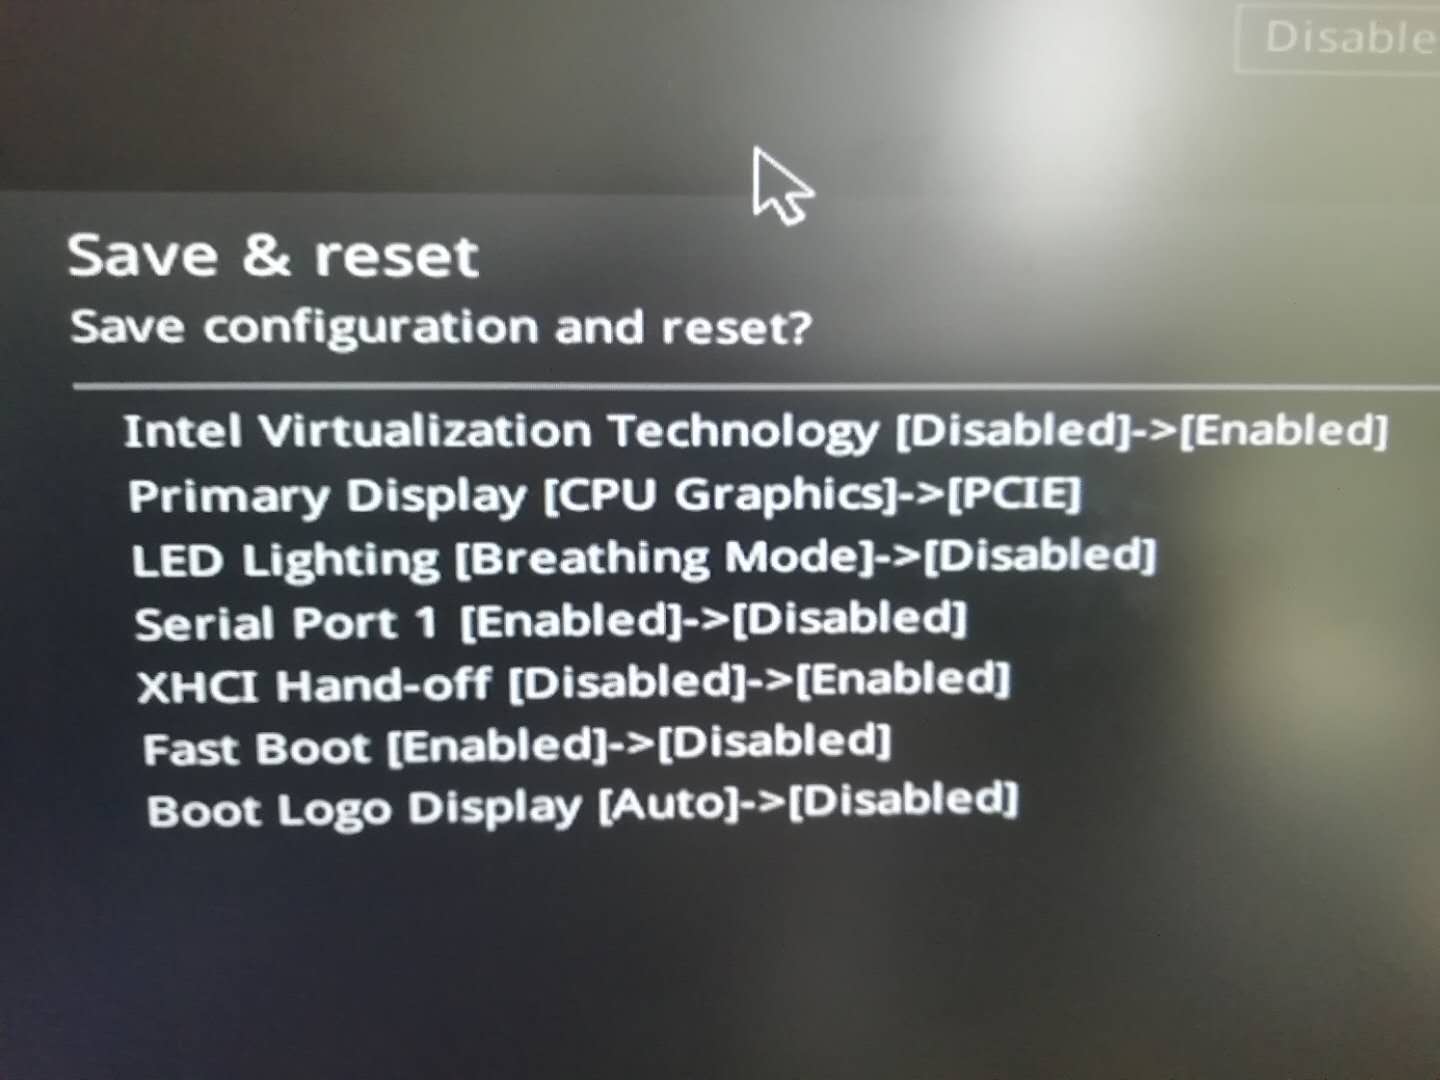 Disable
Save & reset
Save configuration and reset?
Intel Virtualization Technology [Disabled]->[Enabled]
Primary Display [CPU Graphics]->[PCIE]
LED Lighting [Breathing Mode]->[Disabled]
Serial Port 1 [Enabled]->[Disabled]
XHCI Hand-off [Disabled]->[Enabled]
Fast Boot [Enabled]->[Disabled]
Boot Logo Display [Auto]->[Disabled]